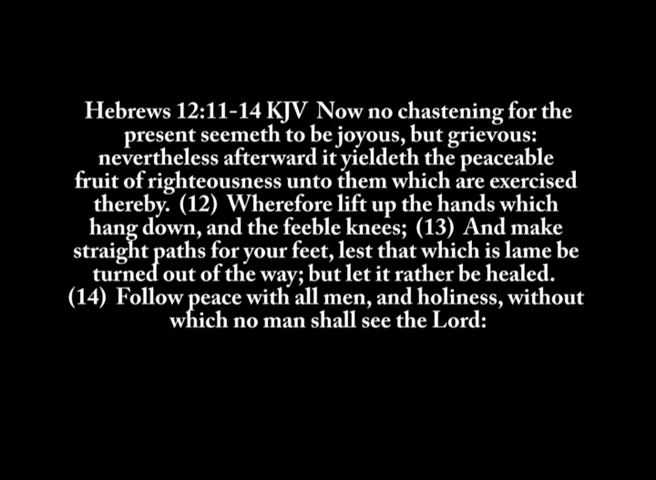 Hebrews 12:11-14 KJV  Now no chastening for the
present seemeth to be joyous, but grievous:
nevertheless afterward it yieldeth the peaceable
fruit of righteousness unto them which are exercised
thereby.  (12)  Wherefore lift up the hands which
hang down, and the feeble knees;  (13)  And make
straight paths for your feet, lest that which is lame be
turned out of the way; but let it rather be healed.
(14)  Follow peace with all men, and holiness, without
which no man shall see the Lord: